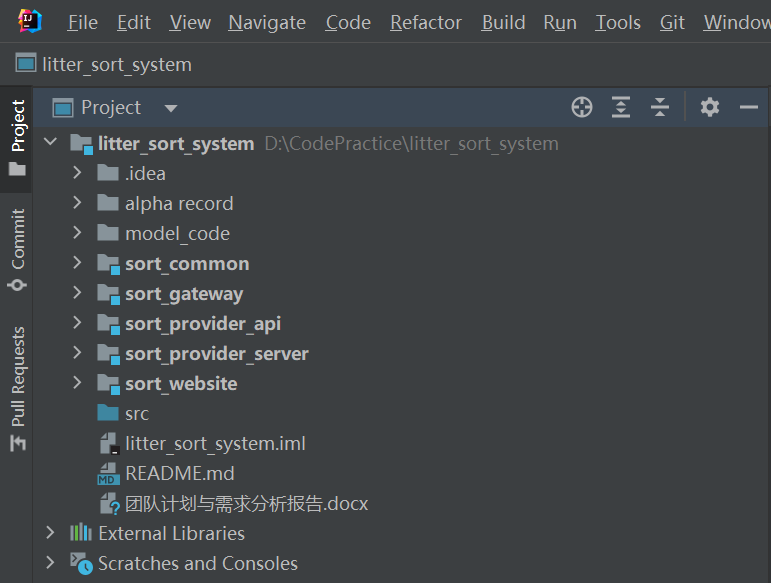 IJ
File Edit View Navigate Code Refactor Build Run Tools Git Window
litter_sort_system
Project
Project
litter_sort_system D:\CodePractice\litter_sort_system
.idea
alpha record
model_code
Commit
sort_common
sort_gateway
sort_provider_api
Pull Requests
sort_provider_server
sort_website
src
litter_sort_system.iml
MD README.md
? 团队计划与需求分析报告.docx
External Libraries
Scratches and Consoles